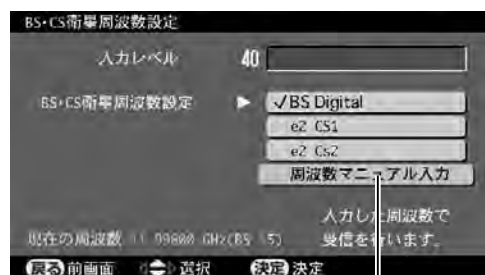 BS・CS衛星周波数設定
入力レベル 40
BS・CS衛星周波数設定 ▶ ✓BS Digital
e2 CS1
e2 Cs2
周波数マニュアル入力
入力した周波数で
現在の周波数 11.09880 GHz(BS 15) 受信を行います。
戻る 前画面 選択 決定 決定